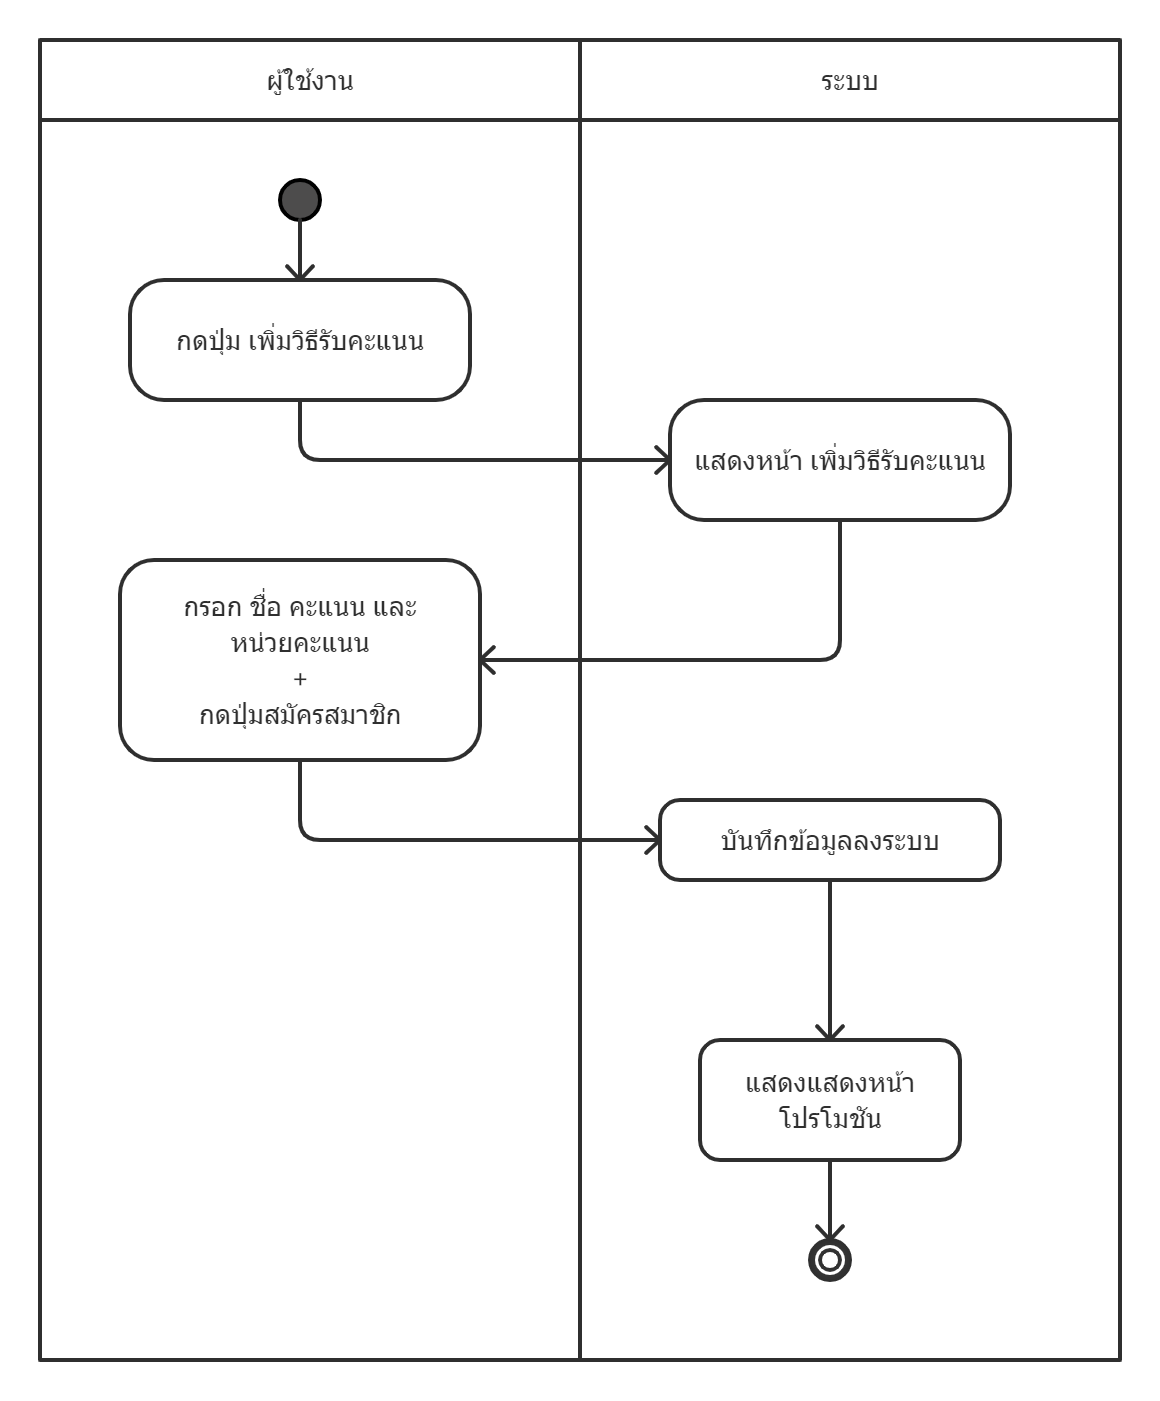 ผู้ใช้งาน
ระบบ
กดปุ่ม เพิ่มวิธีรับคะแนน
แสดงหน้า เพิ่มวิธีรับคะแนน
กรอก ชื่อ คะแนน และ
หน่วยคะแนน
+
กดปุ่มสมัครสมาชิก
บันทึกข้อมูลลงระบบ
แสดงแสดงหน้า
โปรโมชัน